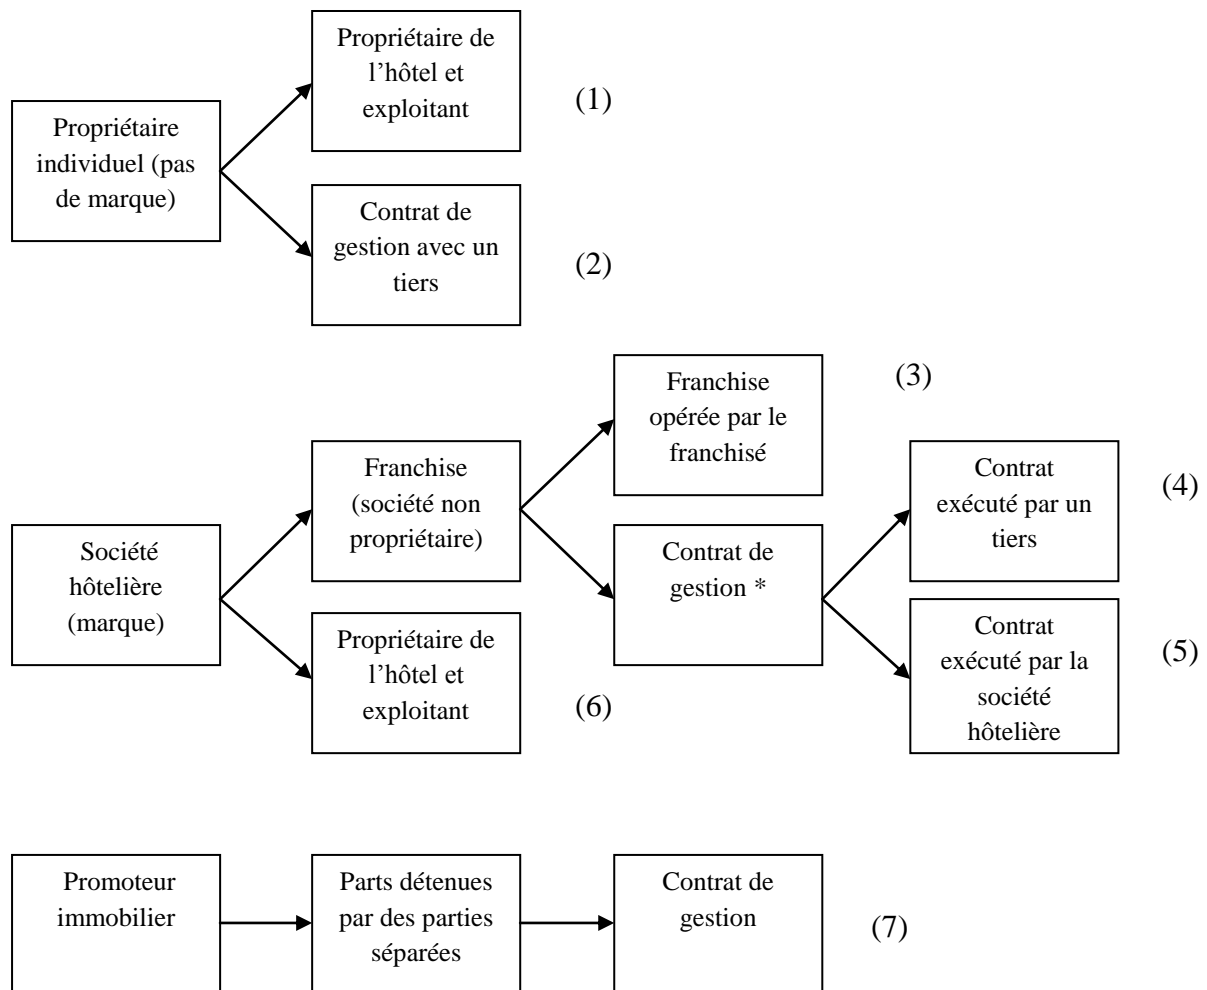 Propriétaire de
l’hôtel et
exploitant
(1)
Propriétaire
individuel (pas
de marque)
Contrat de
gestion avec un
tiers
(2)
Franchise
opérée par le
franchisé
(3)
Franchise
(société non
propriétaire)
Contrat
exécuté par un
tiers
(4)
Société
hôtelière
(marque)
Contrat de
gestion *
Propriétaire de
l’hôtel et
exploitant
(6)
Contrat
exécuté par la
société
hôtelière
(5)
Promoteur
immobilier
Parts détenues
par des parties
séparées
Contrat de
gestion
(7)